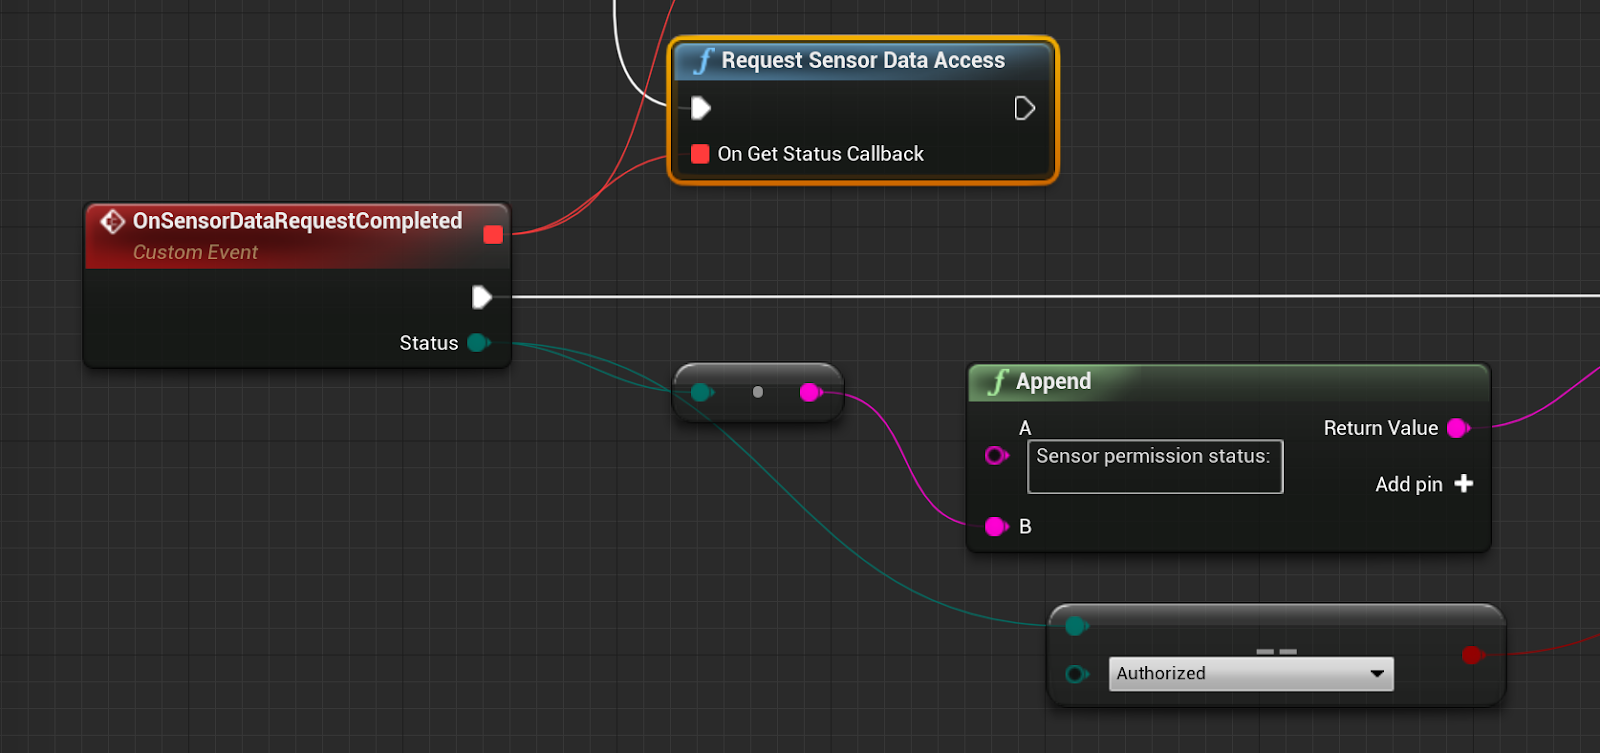 Request Sensor Data Access
On Get Status Callback
OnSensorDataRequestCompleted
Custom Event
Status
Append
A
Return Value
Sensor permission status:
Add pin
B
==
Authorized